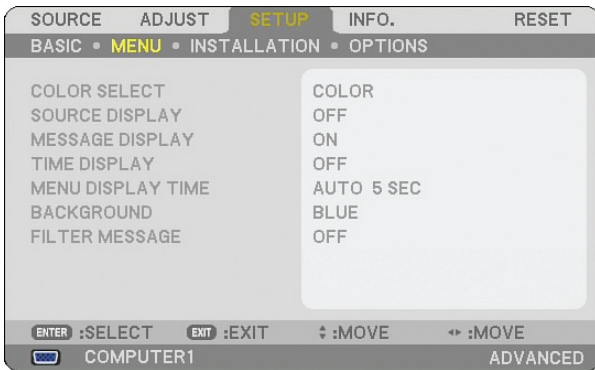 SOURCE ADJUST SETUP INFO. RESET
BASIC • MENU • INSTALLATION • OPTIONS
COLOR SELECT COLOR
SOURCE DISPLAY OFF
MESSAGE DISPLAY ON
TIME DISPLAY OFF
MENU DISPLAY TIME AUTO 5 SEC
BACKGROUND BLUE
FILTER MESSAGE OFF
ENTER :SELECT EXIT :EXIT :MOVE :MOVE
COMPUTER1 ADVANCED